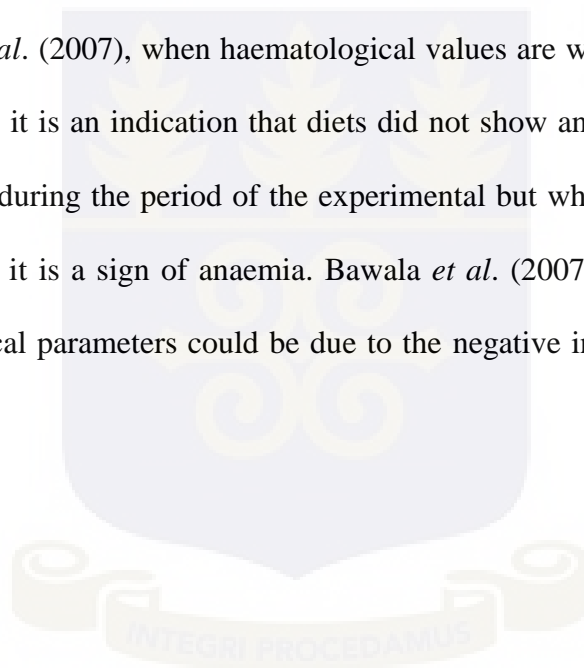 al. (2007), when haematological values are w
it is an indication that diets did not show an
during the period of the experimental but wh
it is a sign of anaemia. Bawala et al. (2007
cal parameters could be due to the negative in
INTEGRI PROCEDAMUS